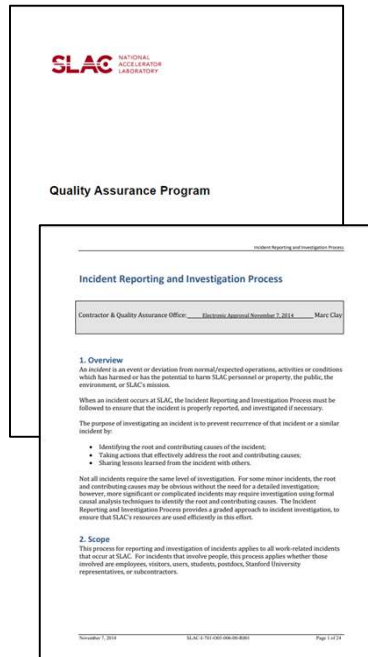 SLAC NATIONAL
ACCELERATOR
LABORATORY
Quality Assurance Program
Incident Reporting and Investigation Process
Incident Reporting and Investigation Process
Contractor & Quality Assurance Office: Electronic Approval November 7, 2014 Marc Clay
1. Overview
An incident is an event or deviation from normal/expected operations, activities or conditions
which has harmed or has the potential to harm SLAC personnel or property, the public, the
environment, or SLAC's mission.
When an incident occurs at SLAC, the Incident Reporting and Investigation Process must be
followed to ensure that the incident is properly reported, and investigated if necessary.
The purpose of investigating an incident is to prevent recurrence of that incident or a similar
incident by:
• Identifying the root and contributing causes of the incident;
• Taking actions that effectively address the root and contributing causes;
• Sharing lessons learned from the incident with others.
Not all incidents require the same level of investigation. For some minor incidents, the root
and contributing causes may be obvious without the need for a detailed investigation;
however, more significant or complicated incidents may require investigation using formal
causal analysis techniques to identify the root and contributing causes. The Incident
Reporting and Investigation Process provides a graded approach to incident investigation, to
ensure that SLAC's resources are used efficiently in this effort.
2. Scope
This process for reporting and investigation of incidents applies to all work-related incidents
that occur at SLAC. For incidents that involve people, this process applies whether those
involved are employees, visitors, users, students, postdocs, Stanford University
representatives, or subcontractors.
November 7, 2014 SLAC-I-701-O03-006-00-R001 Page 1 of 24